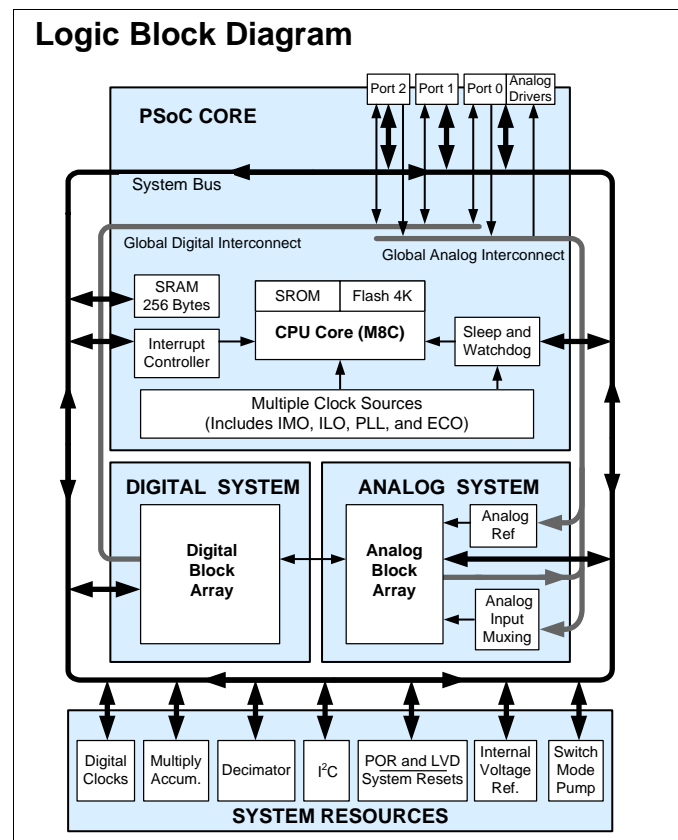 Logic Block Diagram
Port 2
Port 1
Port 0
Analog
Drivers
PSoC CORE
System Bus
Global Digital Interconnect
Global Analog Interconnect
SRAM
256 Bytes
SROM
Flash 4K
CPU Core (M8C)
Interrupt
Controller
Sleep and
Watchdog
Multiple Clock Sources
(Includes IMO, ILO, PLL, and ECO)
DIGITAL SYSTEM
ANALOG SYSTEM
Digital
Block
Array
Analog
Block
Array
Analog
Ref
Analog
Input
Muxing
Digital
Clocks
Multiply
Accum.
Decimator
I²C
POR and LVD
System Resets
Internal
Voltage
Ref.
Switch
Mode
Pump
SYSTEM RESOURCES